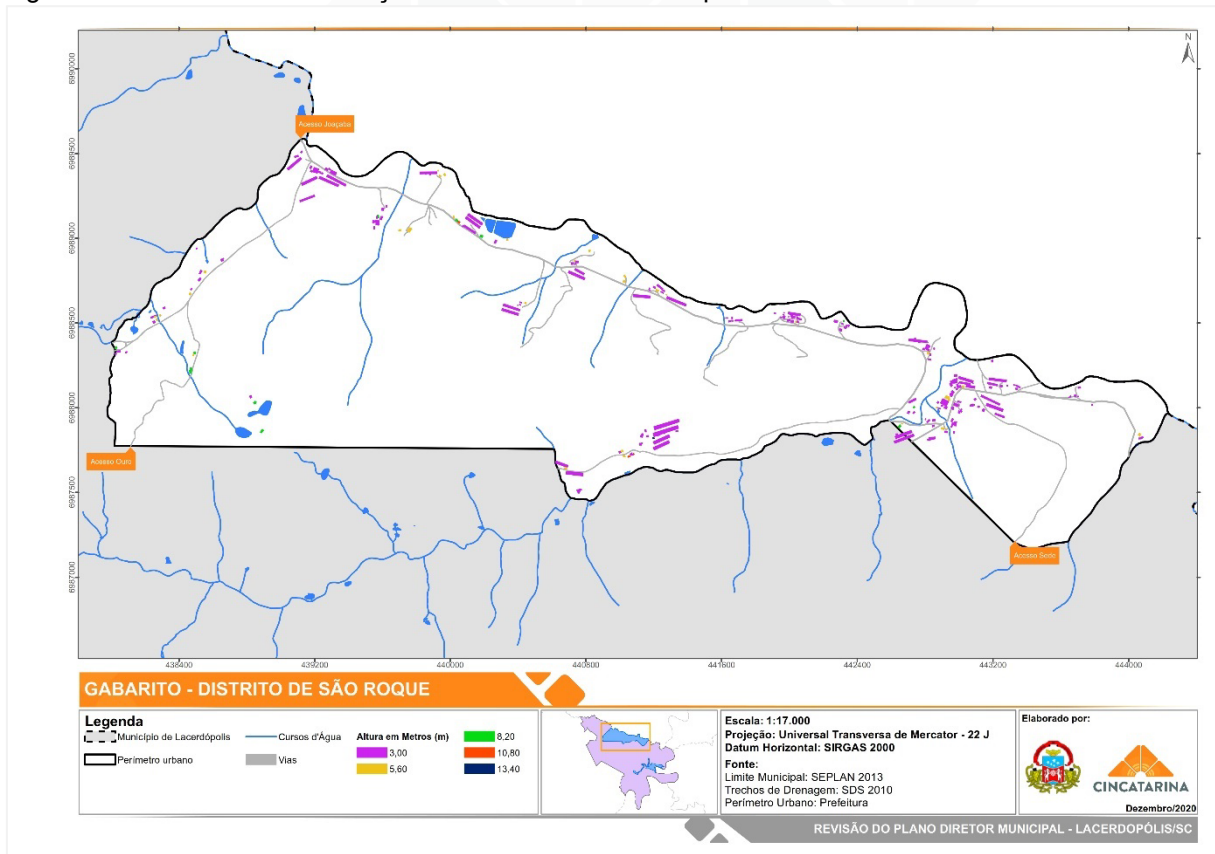 N
6990000
6989500
6989000
6988500
6988000
6987500
6987000
Acesso Joaçaba
Acesso Ouro
Acesso Sede
438400 439200 440000 440800 441600 442400 443200 444000
GABARITO - DISTRITO DE SÃO ROQUE
Legenda
Município de Lacerdópolis
Perímetro urbano
Cursos d'Água
Vias
Altura em Metros (m)
3,00
5,60
8,20
10,80
13,40
Escala: 1:17.000
Projeção: Universal Transversa de Mercator - 22 J
Datum Horizontal: SIRGAS 2000
Fonte:
Limite Municipal: SEPLAN 2013
Trechos de Drenagem: SDS 2010
Perímetro Urbano: Prefeitura
Elaborado por:
CINCATARINA
Dezembro/2020
REVISÃO DO PLANO DIRETOR MUNICIPAL - LACERDÓPOLIS/SC